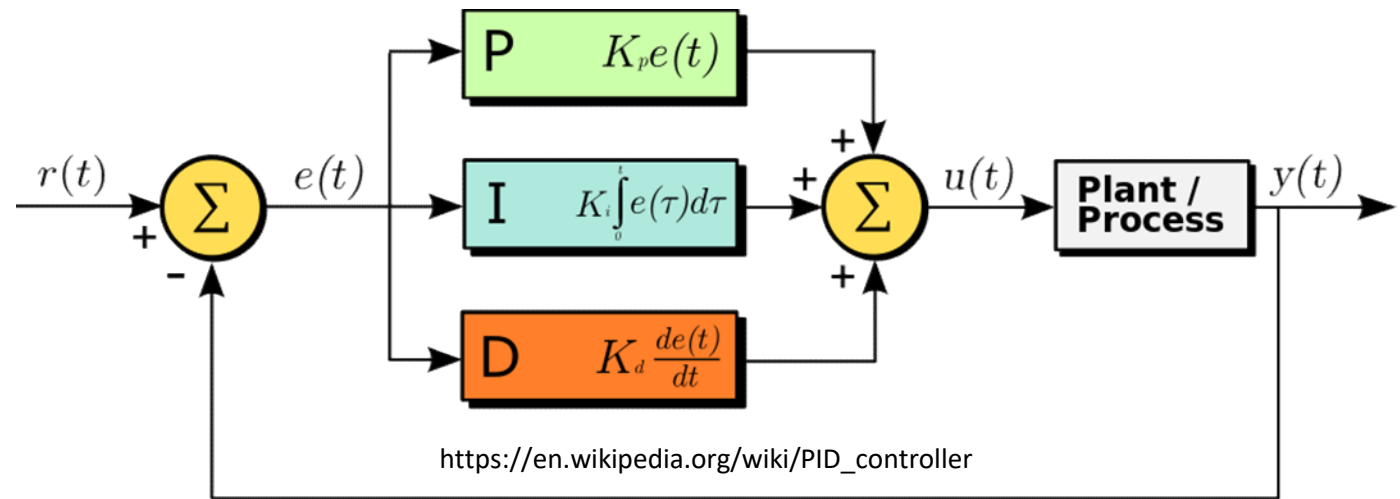 P K_p e(t)
r(t) + - Σ e(t)
I K_i ∫_0^t e(τ)dτ
+ + + Σ u(t)
Plant /
Process
y(t)
D K_d de(t)/dt
https://en.wikipedia.org/wiki/PID_controller